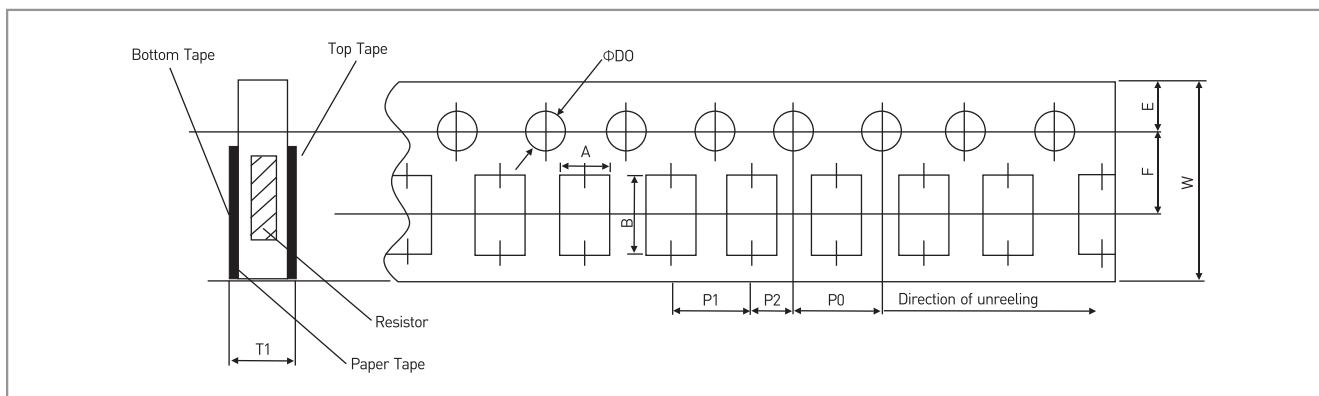 Bottom Tape
Top Tape
ΦD0
E
A
F
W
B
P1
P2
P0
Direction of unreeling
Resistor
T1
Paper Tape